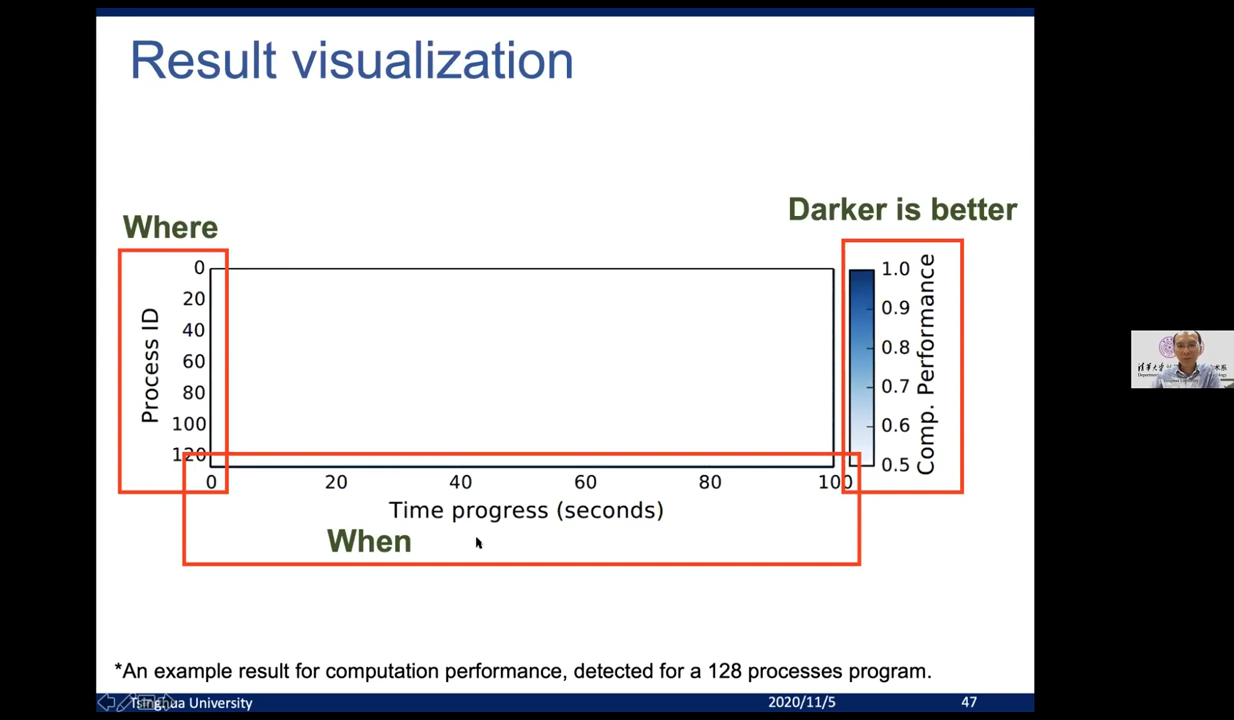 Result visualization
Where
Darker is better
Process ID
0
20
40
60
80
100
120
0 20 40 60 80 100
Time progress (seconds)
When
1.0
0.9
0.8
0.7
0.6
0.5
Comp. Performance
*An example result for computation performance, detected for a 128 processes program.
Tsinghua University 2020/11/5 47